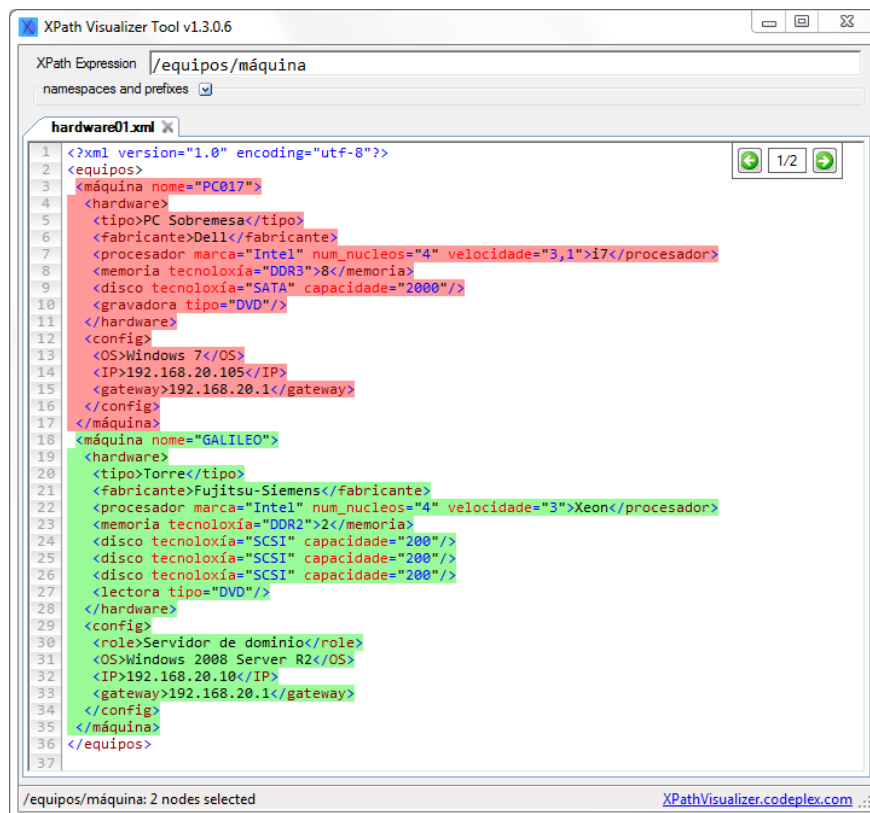 XPath Visualizer Tool v1.3.0.6
XPath Expression /equipos/máquina
namespaces and prefixes
hardware01.xml
1/2
1 <?xml version="1.0" encoding="utf-8"?>
2 <equipos>
3 <máquina nome="PC017">
4 <hardware>
5 <tipo>PC Sobremesa</tipo>
6 <fabricante>Dell</fabricante>
7 <procesador marca="Intel" num_nucleos="4" velocidade="3,1">i7</procesador>
8 <memoria tecnoloxía="DDR3">8</memoria>
9 <disco tecnoloxía="SATA" capacidade="2000"/>
10 <gravadora tipo="DVD"/>
11 </hardware>
12 <config>
13 <OS>Windows 7</OS>
14 <IP>192.168.20.105</IP>
15 <gateway>192.168.20.1</gateway>
16 </config>
17 </máquina>
18 <máquina nome="GALILEO">
19 <hardware>
20 <tipo>Torre</tipo>
21 <fabricante>Fujitsu-Siemens</fabricante>
22 <procesador marca="Intel" num_nucleos="4" velocidade="3">Xeon</procesador>
23 <memoria tecnoloxía="DDR2">2</memoria>
24 <disco tecnoloxía="SCSI" capacidade="200"/>
25 <disco tecnoloxía="SCSI" capacidade="200"/>
26 <disco tecnoloxía="SCSI" capacidade="200"/>
27 <lectora tipo="DVD"/>
28 </hardware>
29 <config>
30 <role>Servidor de dominio</role>
31 <OS>Windows 2008 Server R2</OS>
32 <IP>192.168.20.10</IP>
33 <gateway>192.168.20.1</gateway>
34 </config>
35 </máquina>
36 </equipos>
37
/equipos/máquina: 2 nodes selected XPathVisualizer.codeplex.com